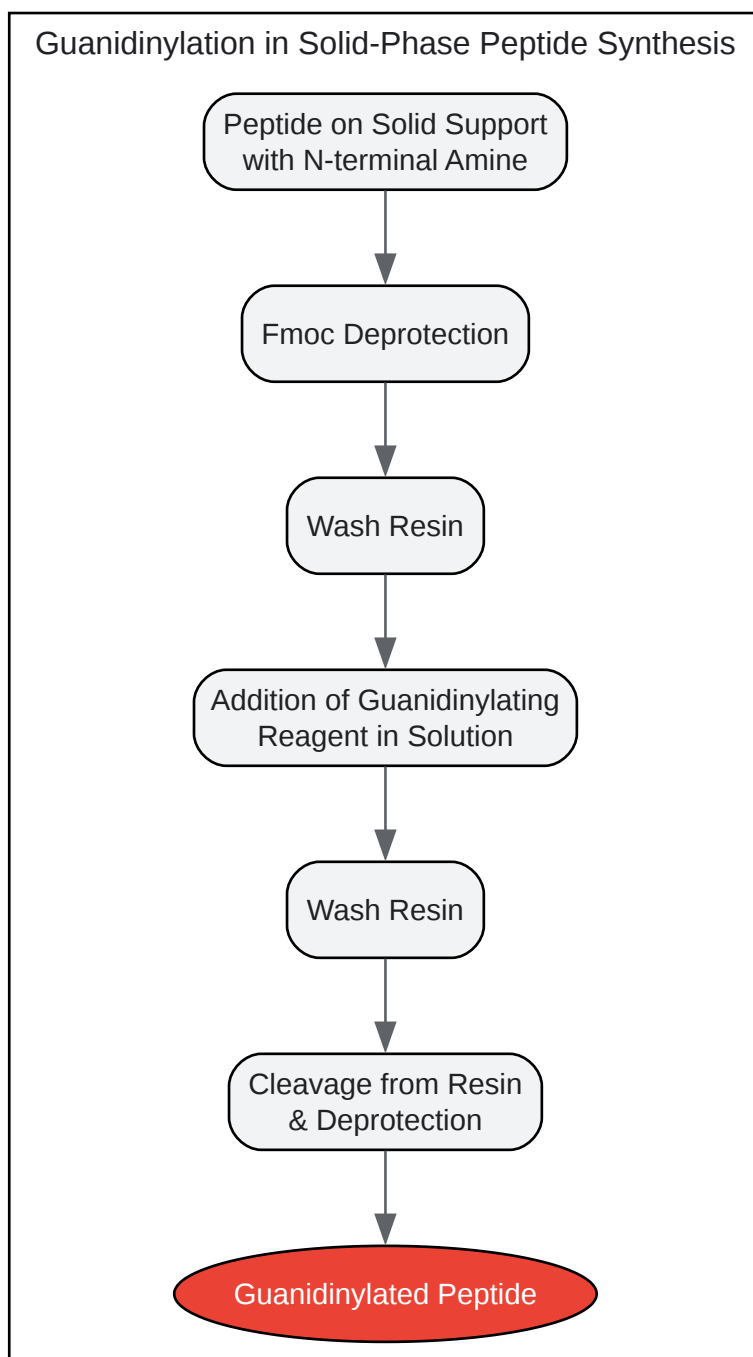 Guanidinylation in Solid-Phase Peptide Synthesis
Peptide on Solid Support
with N-terminal Amine
Fmoc Deprotection
Wash Resin
Addition of Guanidinylating
Reagent in Solution
Wash Resin
Cleavage from Resin
& Deprotection
Guanidinylated Peptide